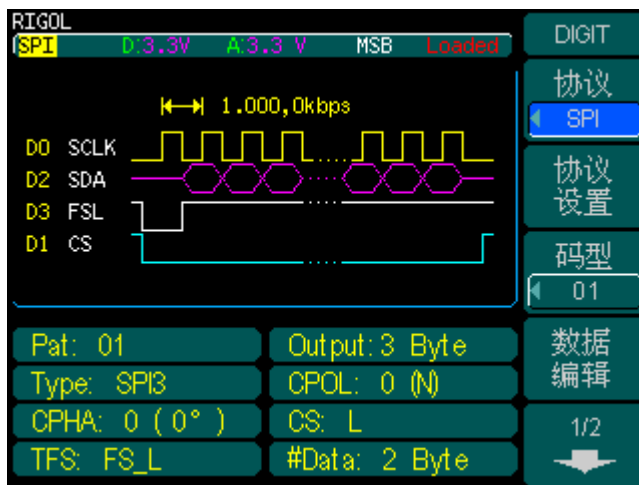 RIGOL
SPI D:3.3V A:3.3 V MSB Loaded
1.000,0kbps
D0 SCLK
D2 SDA
D3 FSL
D1 CS
Pat: 01
Output:3 Byte
Type: SPI3
CPOL: 0 (N)
CPHA: 0 ( 0° )
CS: L
TFS: FS_L
#Data: 2 Byte
DIGIT
协议
SPI
协议
设置
码型
01
数据
编辑
1/2